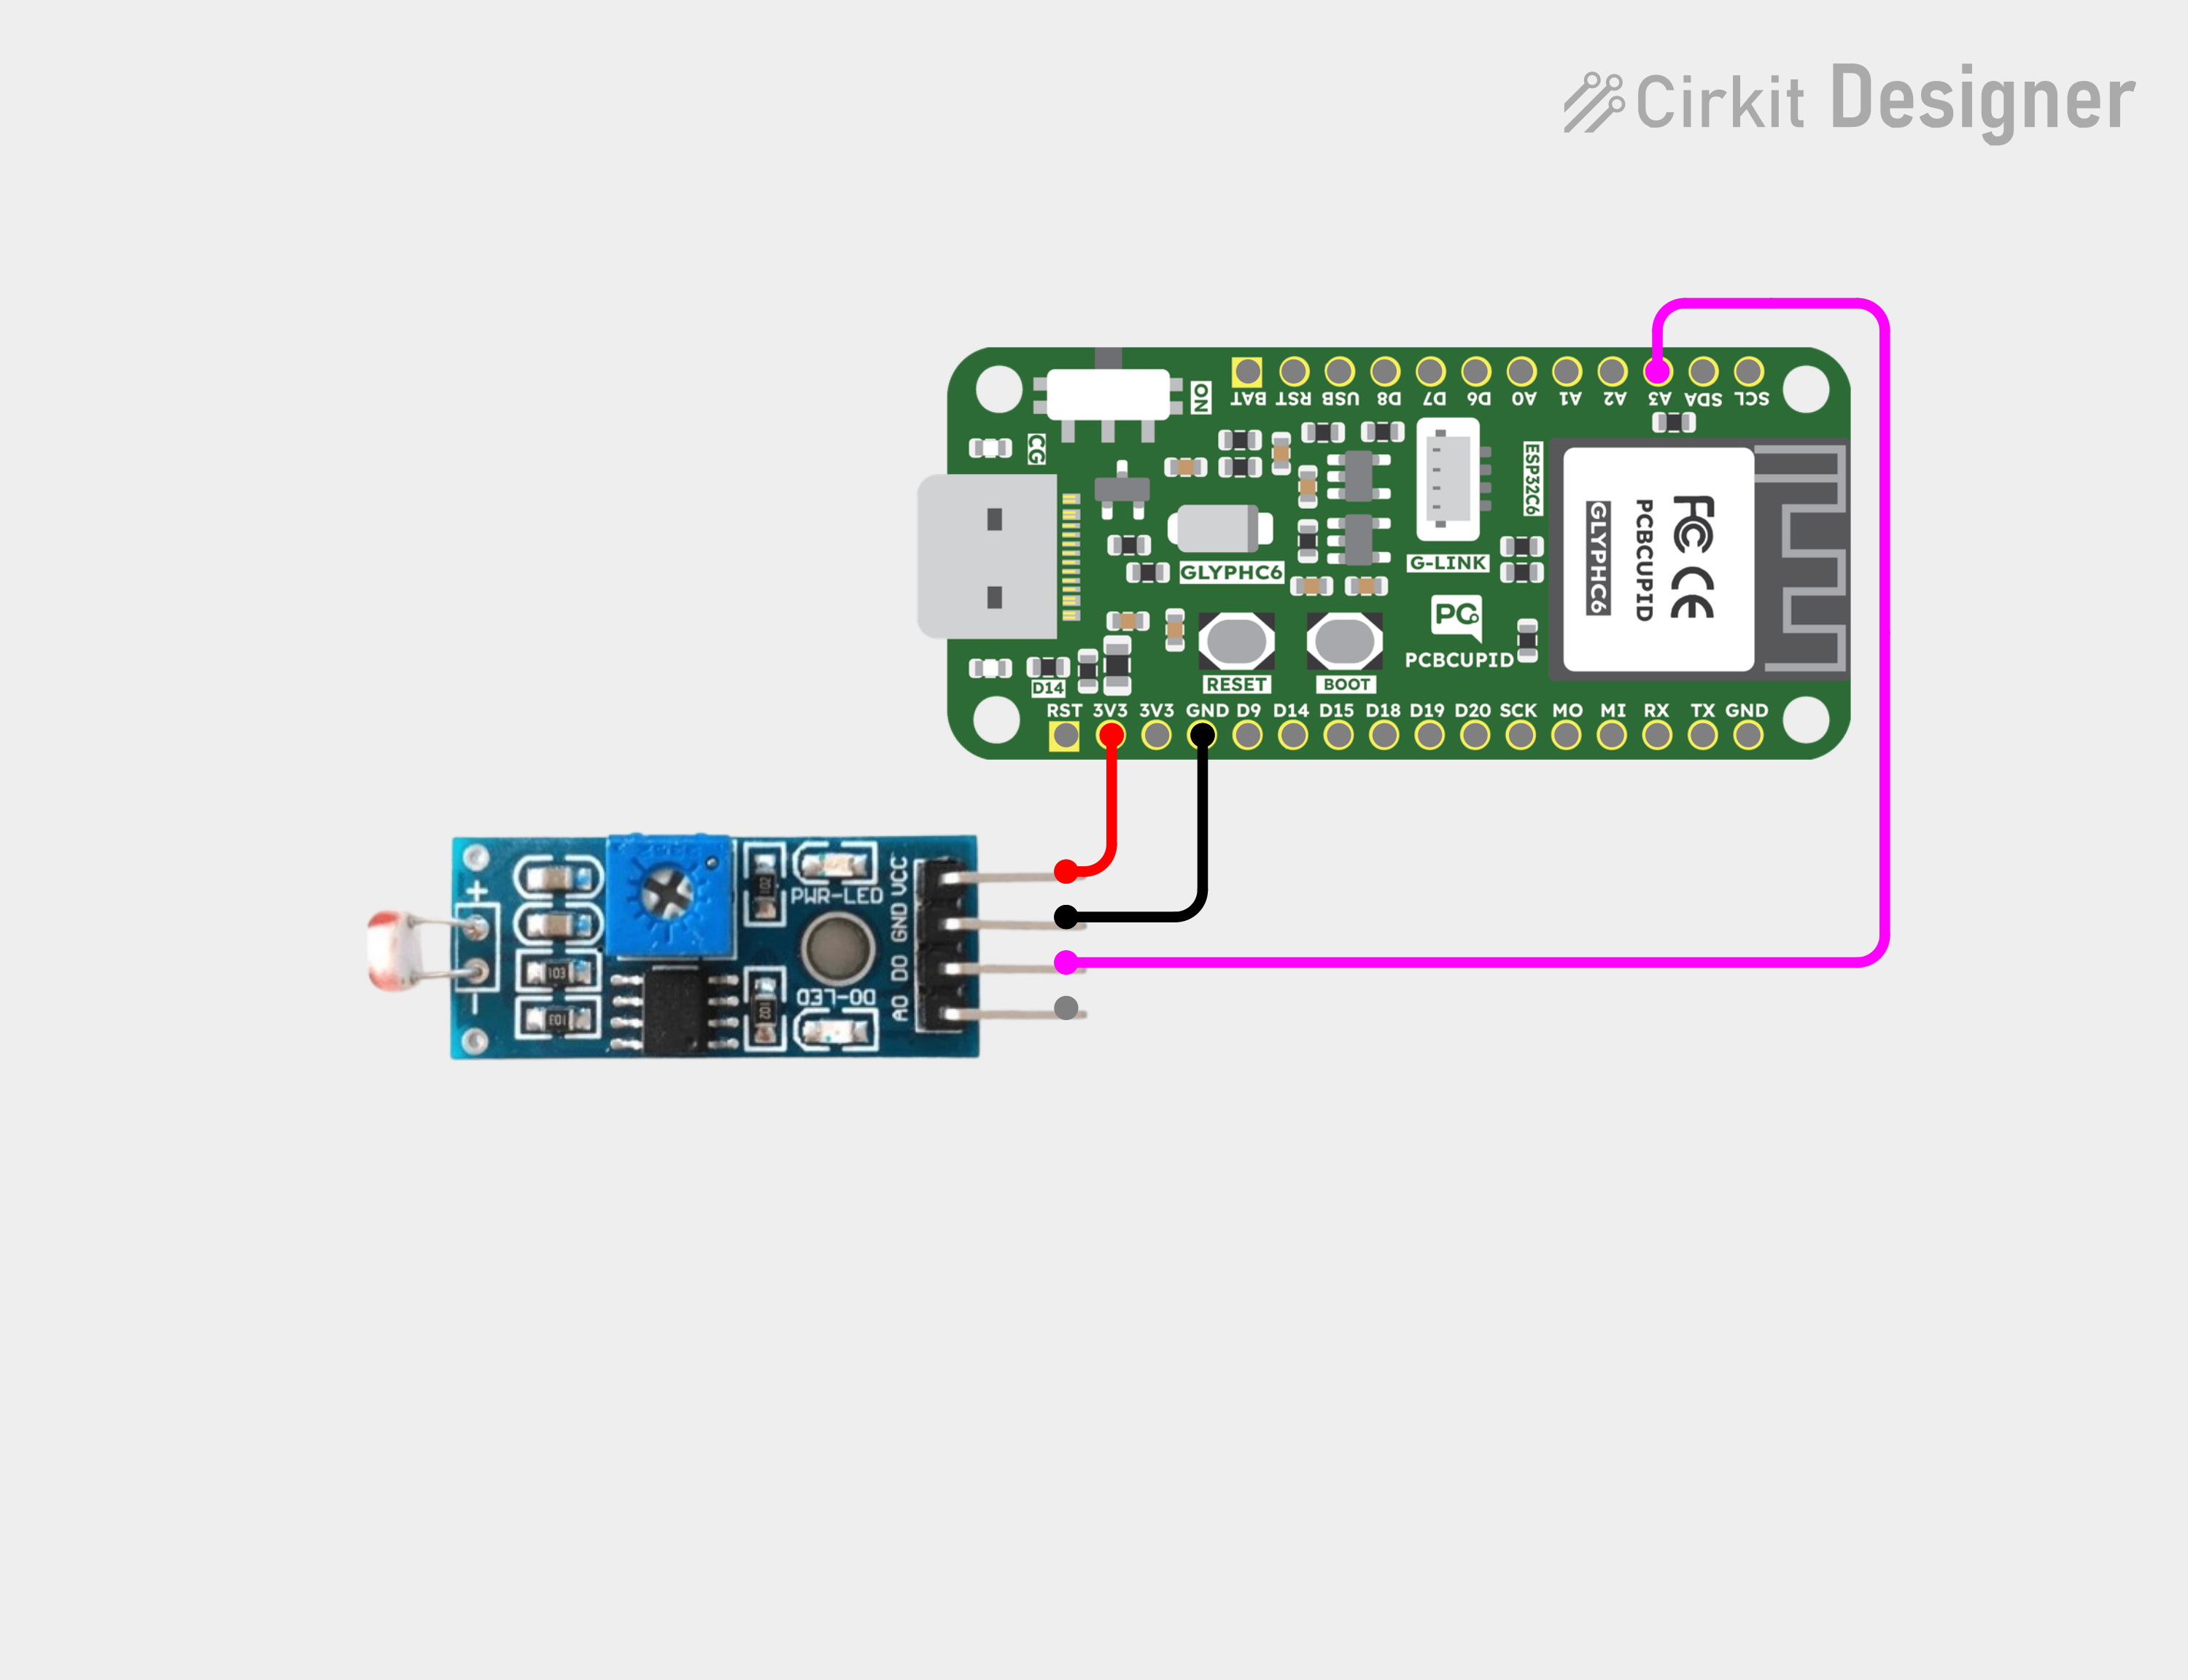 Cirkit Designer
BAT RST USB D8 D7 D6 A0 A1 A2 A3 SDA SCL
ON
CG
ESP32C6
FC CE
PCBCUPID
GLYPHC6
GLYPHC6
G-LINK
PC
PCBCUPID
D14
RESET
BOOT
RST 3V3 3V3 GND D9 D14 D15 D18 D19 D20 SCK MO MI RX TX GND
+
-
103
103
102
102
PWR-LED
DO-LED
VCC
GND
DO
AO